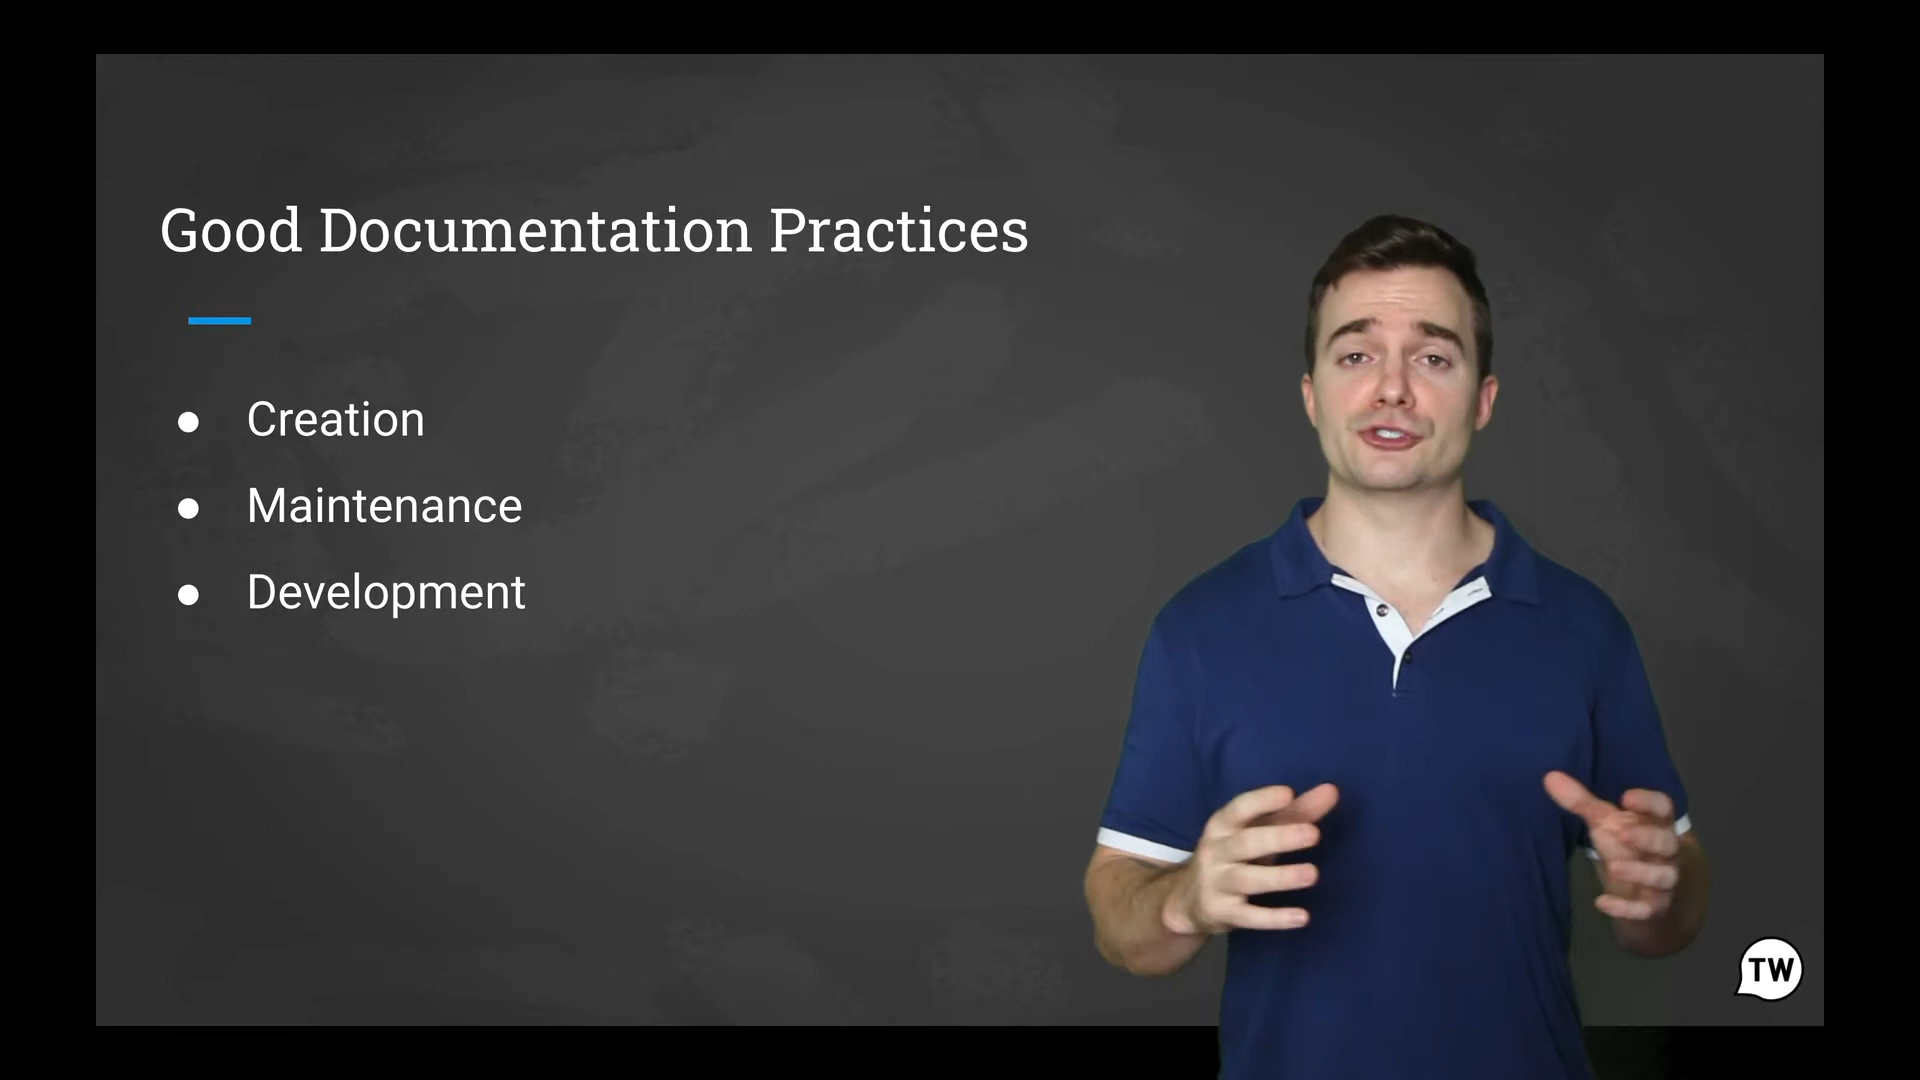 Good Documentation Practices
● Creation
● Maintenance
● Development
TW